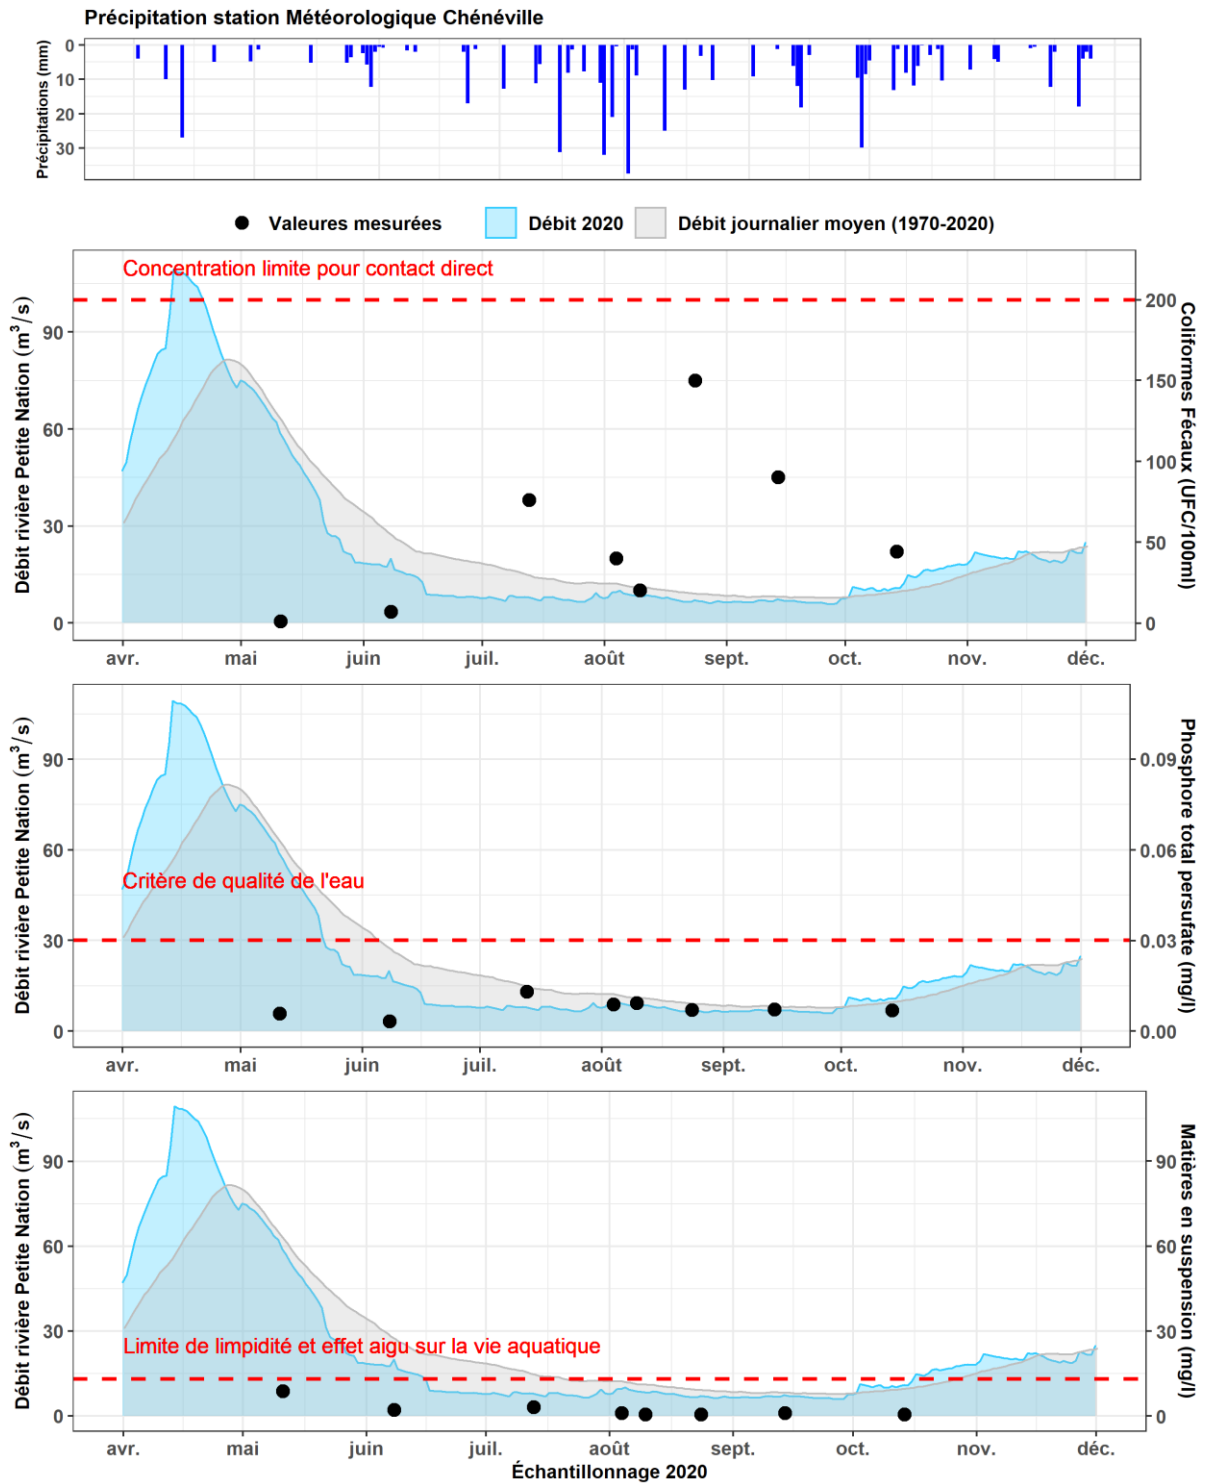 Précipitation station Météorologique Chénéville
Précipitations (mm)
0
10
20
30
Valeures mesurées
Débit 2020
Débit journalier moyen (1970-2020)
Concentration limite pour contact direct
Débit rivière Petite Nation (m³/s)
90
60
30
0
200
150
100
50
0
Coliformes Fécaux (UFC/100ml)
avr. mai juin juil. août sept. oct. nov. déc.
Débit rivière Petite Nation (m³/s)
90
60
30
0
Critère de qualité de l'eau
0.09
0.06
0.03
0.00
Phosphore total persufate (mg/l)
avr. mai juin juil. août sept. oct. nov. déc.
Débit rivière Petite Nation (m³/s)
90
60
30
0
Limite de limpidité et effet aigu sur la vie aquatique
90
60
30
0
Matières en suspension (mg/l)
avr. mai juin juil. août sept. oct. nov. déc.
Échantillonnage 2020